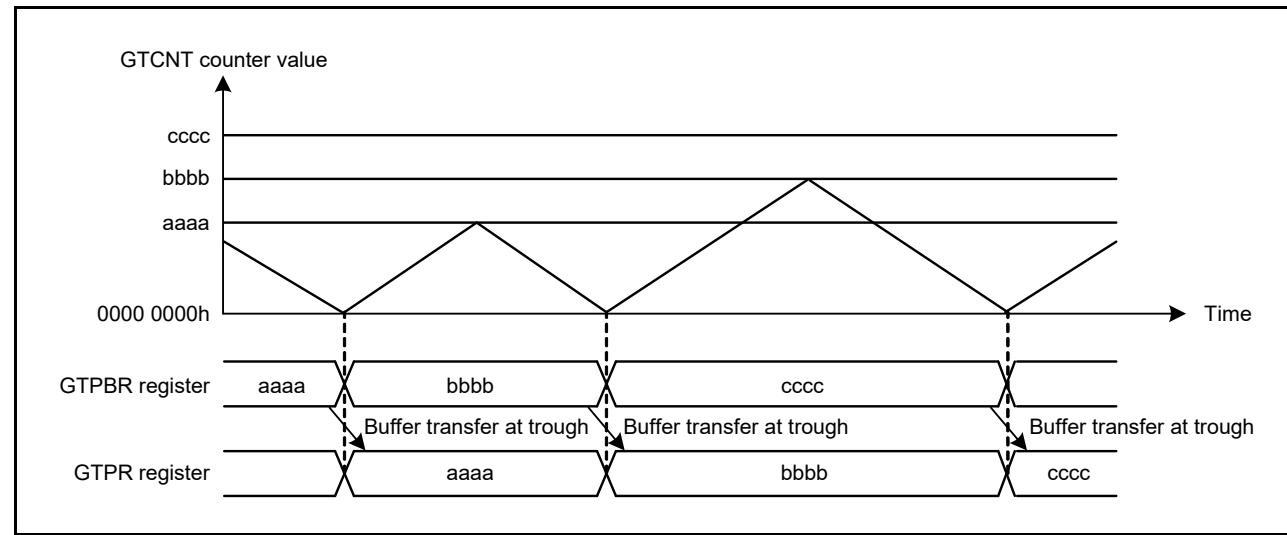 GTCNT counter value
cccc
bbbb
aaaa
0000 0000h
Time
GTPBR register
aaaa
bbbb
cccc
Buffer transfer at trough
Buffer transfer at trough
Buffer transfer at trough
GTPR register
aaaa
bbbb
cccc